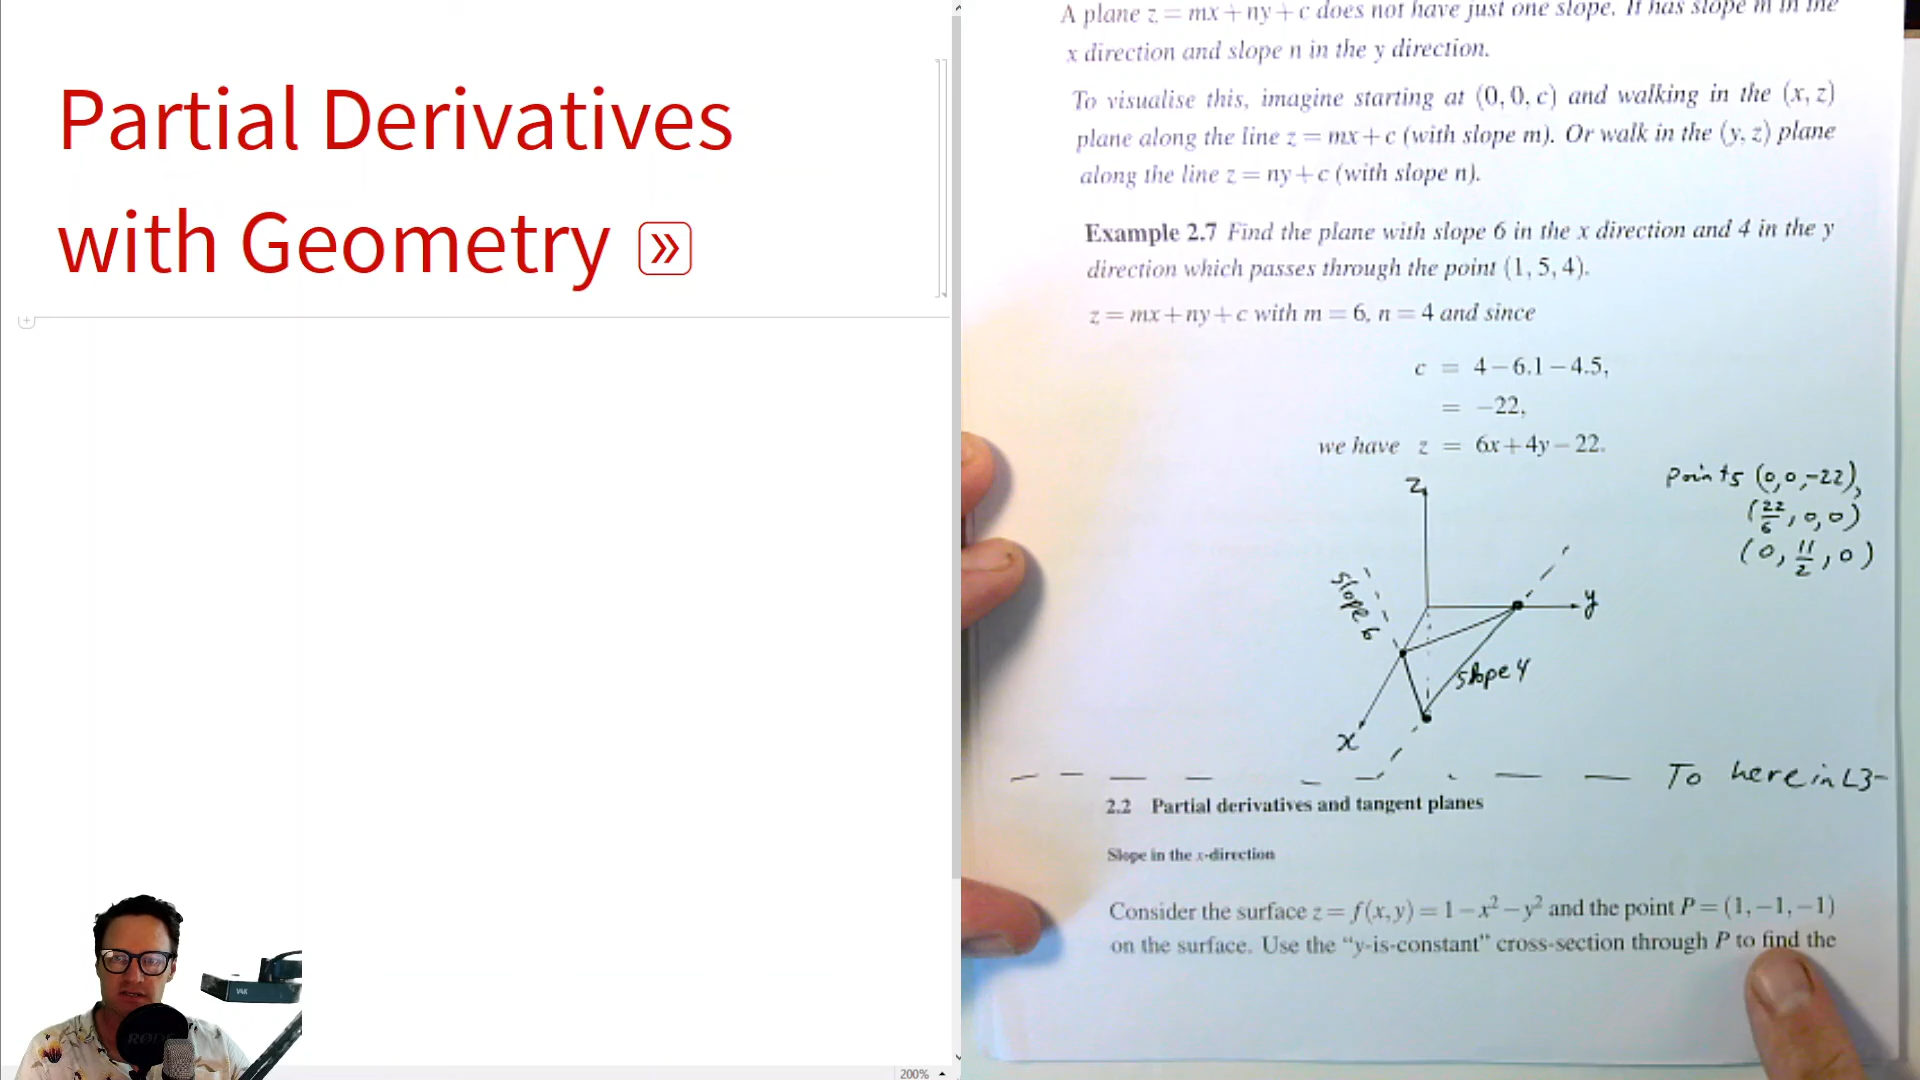 Partial Derivatives
with Geometry »
200%
A plane z = mx + ny + c does not have just one slope. It has slope m in the
x direction and slope n in the y direction.
To visualise this, imagine starting at (0, 0, c) and walking in the (x, z)
plane along the line z = mx + c (with slope m). Or walk in the (y, z) plane
along the line z = ny + c (with slope n).
Example 2.7 Find the plane with slope 6 in the x direction and 4 in the y
direction which passes through the point (1, 5, 4).
z = mx + ny + c with m = 6, n = 4 and since
c = 4 − 6.1 − 4.5,
= −22,
we have z = 6x + 4y − 22.
Points (0,0,-22),
(22/6, 0, 0)
(0, 11/2, 0)
z
slope 6
y
slope 4
x
To here in L3
2.2 Partial derivatives and tangent planes
Slope in the x-direction
Consider the surface z = f(x, y) = 1 − x² − y² and the point P = (1, −1, −1)
on the surface. Use the “y-is-constant” cross-section through P to find the
RØDE